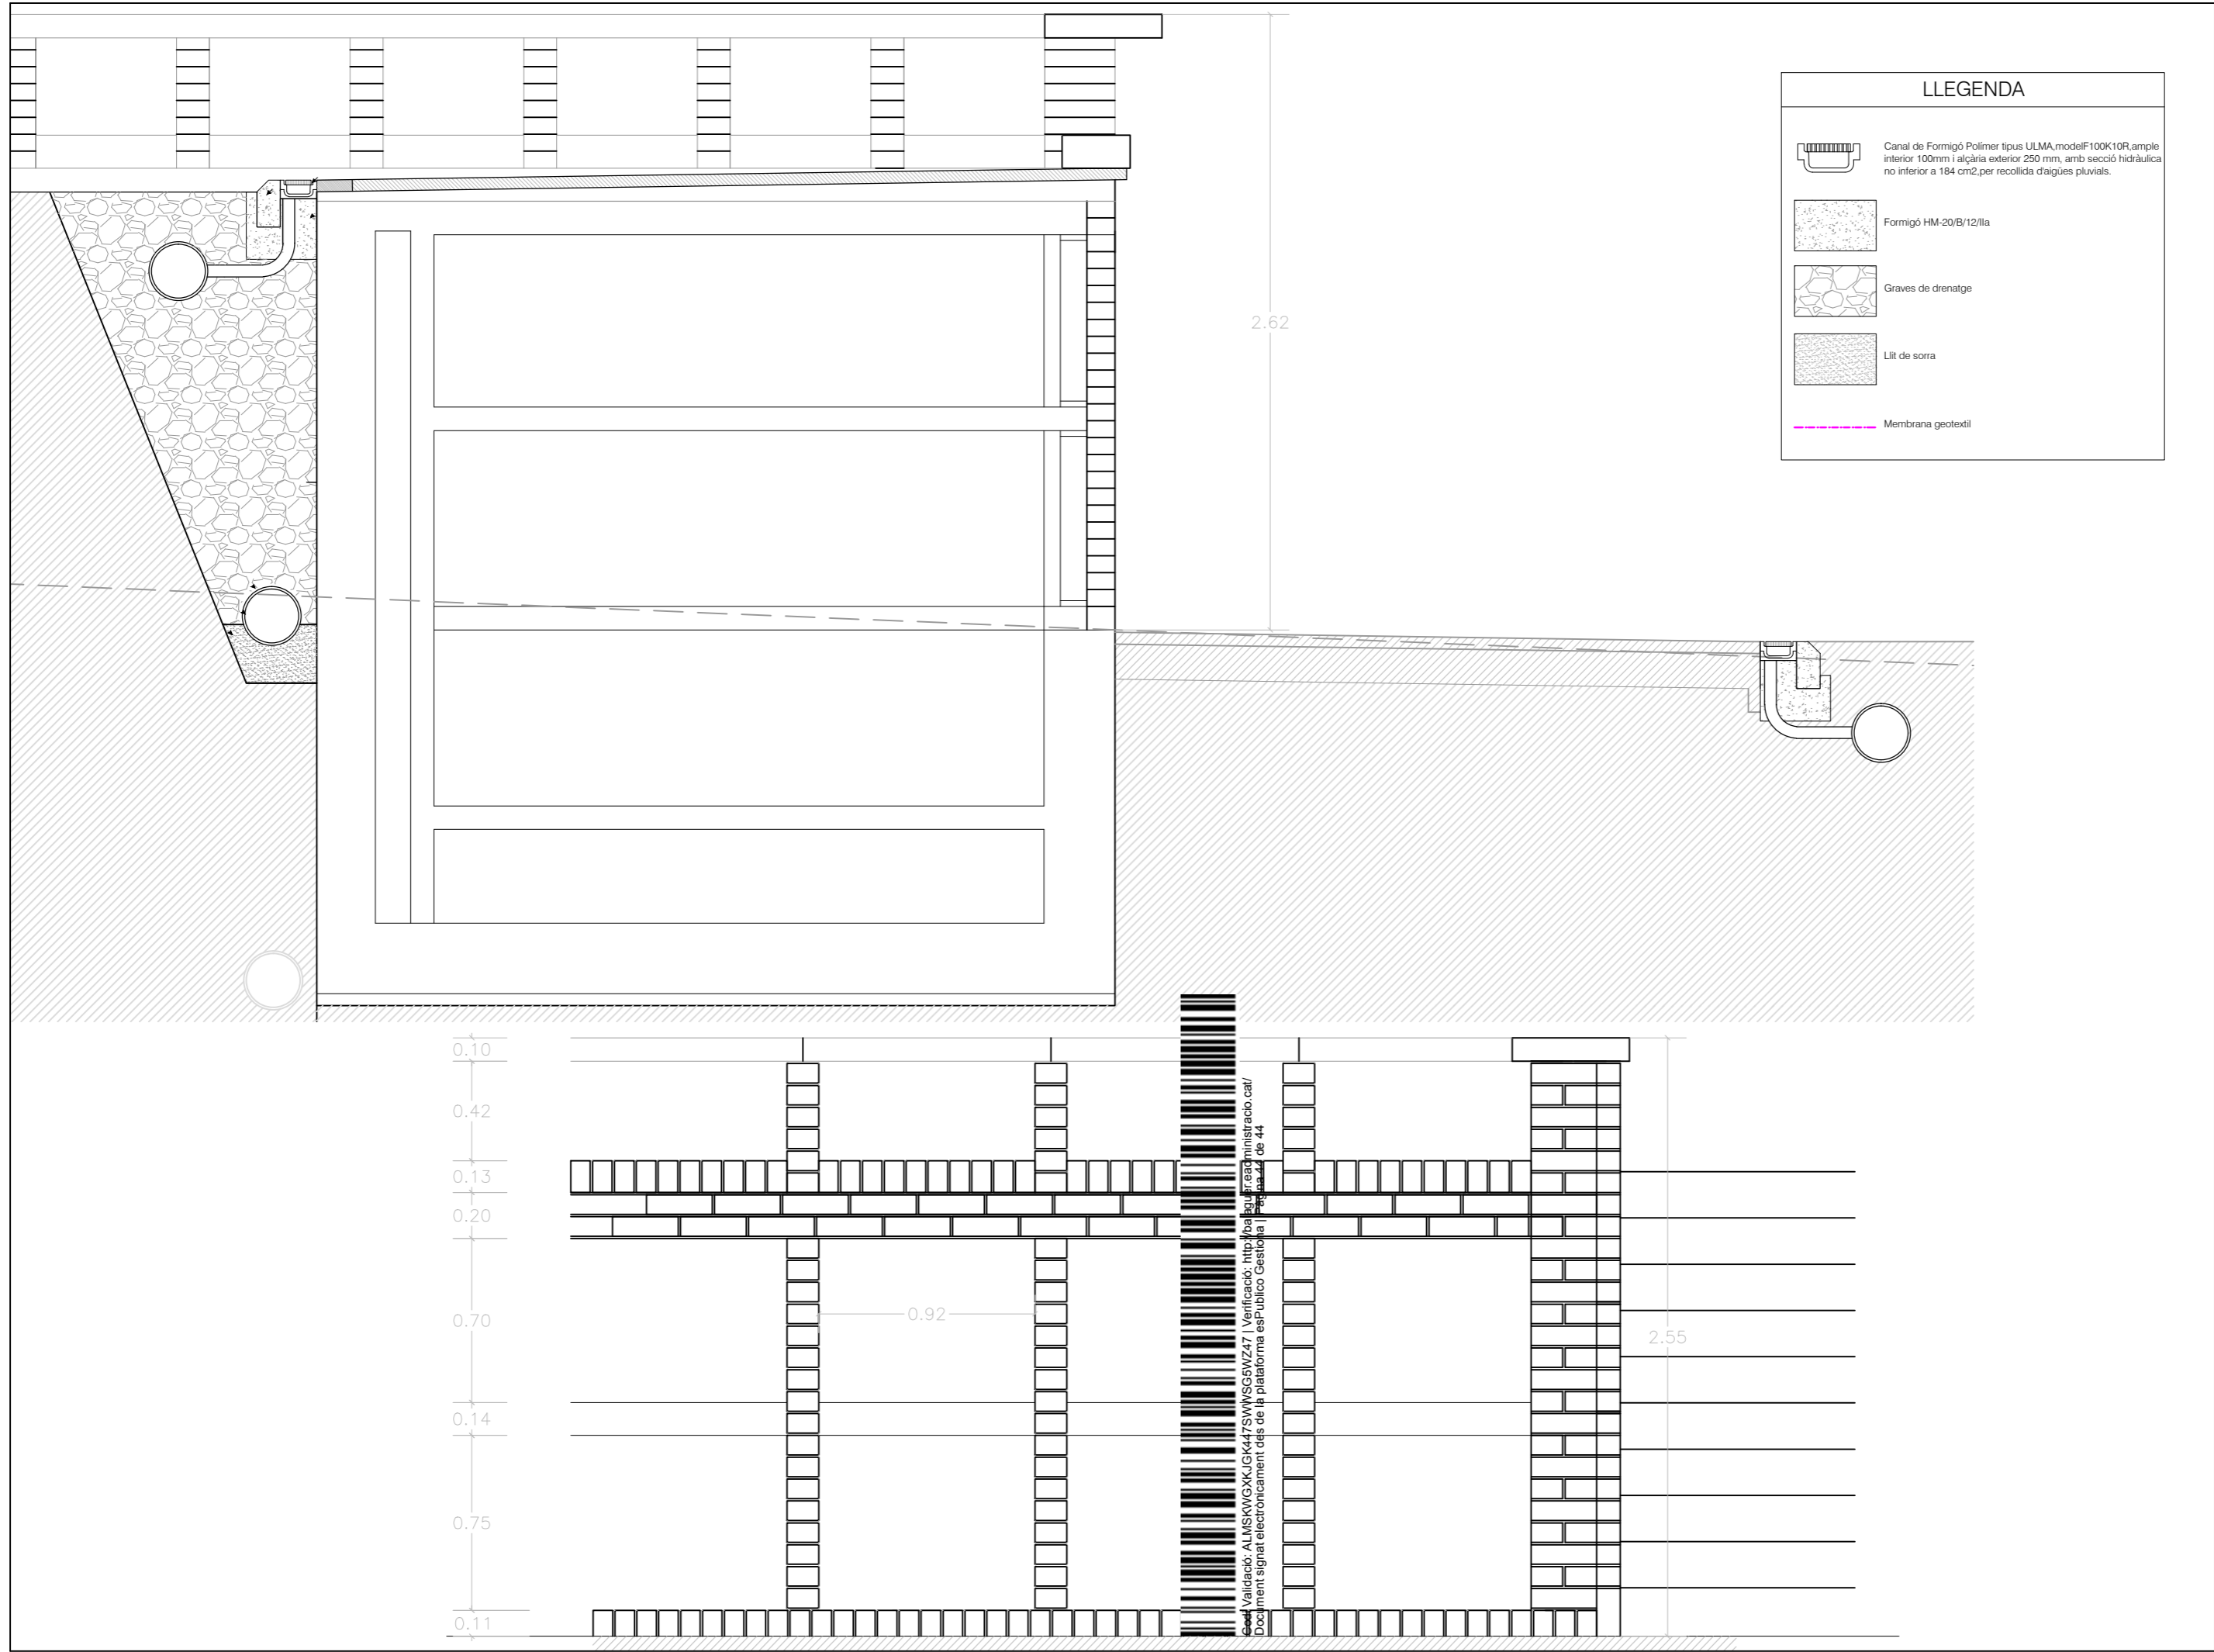 LLEGENDA
Canal de Formigó Polímer tipus ULMA,modelF100K10R,ample
interior 100mm i alçària exterior 250 mm, amb secció hidràulica
no inferior a 184 cm2,per recollida d'aigües pluvials.
Formigó HM-20/B/12/IIa
Graves de drenatge
Llit de sorra
Membrana geotextil
2.62
0.10
0.42
0.13
0.20
0.70
0.14
0.75
0.11
0.92
2.55
Codi Validació: ALMSKWGXKJGK447SWWSG5WZ47 | Verificació: http://balaguer.eadministracio.cat/
Document signat electrònicament des de la plataforma esPublico Gestiona | Pàgina 44 de 44